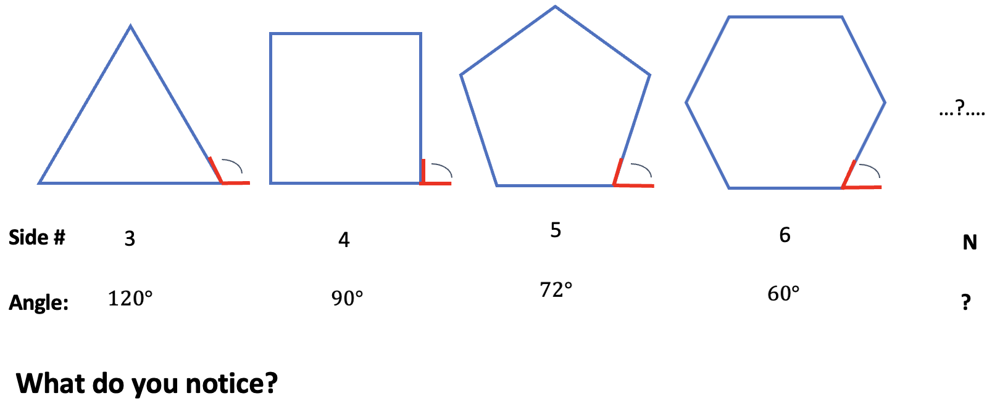 ...?....
Side # 3 4 5 6 N
Angle: 120° 90° 72° 60° ?
What do you notice?